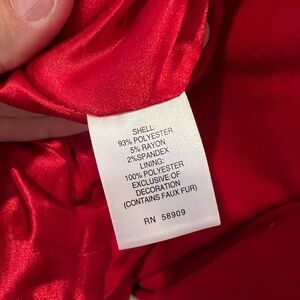 SHELL:
93% POLYESTER
5% RAYON
2%SPANDEX
LINING:
100% POLYESTER
EXCLUSIVE OF
DECORATION
(CONTAINS FAUX FUR)
RN 58909